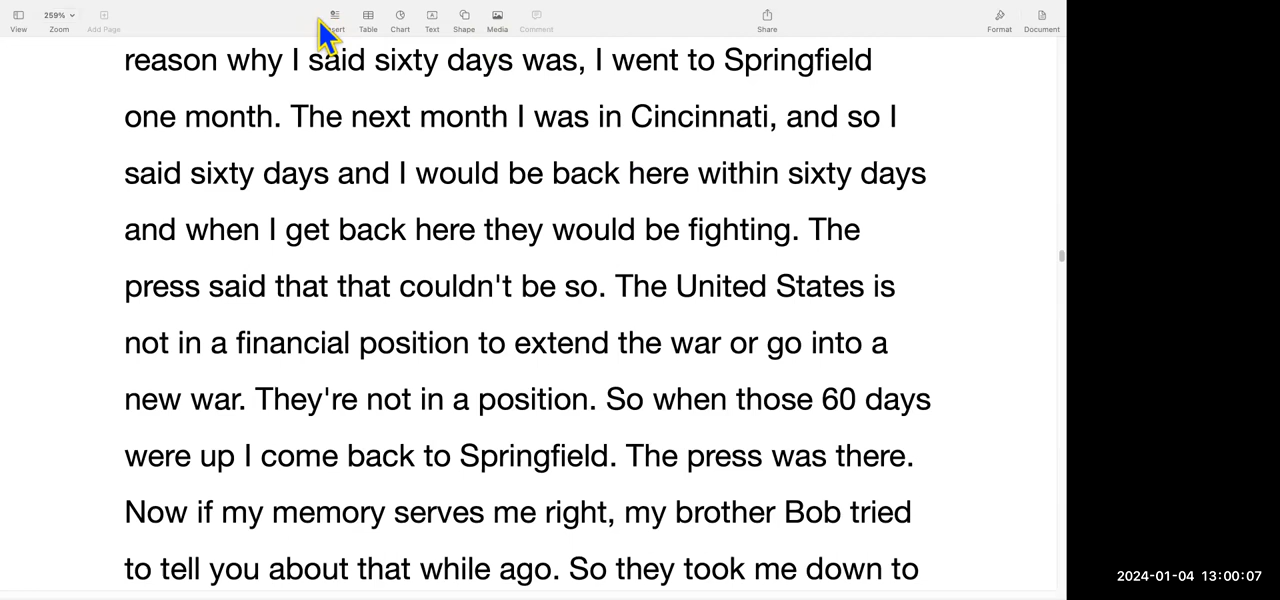 259%
View Zoom Add Page Table Chart Text Shape Media Comment Share Format Document
reason why I said sixty days was, I went to Springfield
one month. The next month I was in Cincinnati, and so I
said sixty days and I would be back here within sixty days
and when I get back here they would be fighting. The
press said that that couldn't be so. The United States is
not in a financial position to extend the war or go into a
new war. They're not in a position. So when those 60 days
were up I come back to Springfield. The press was there.
Now if my memory serves me right, my brother Bob tried
to tell you about that while ago. So they took me down to
2024-01-04 13:00:07